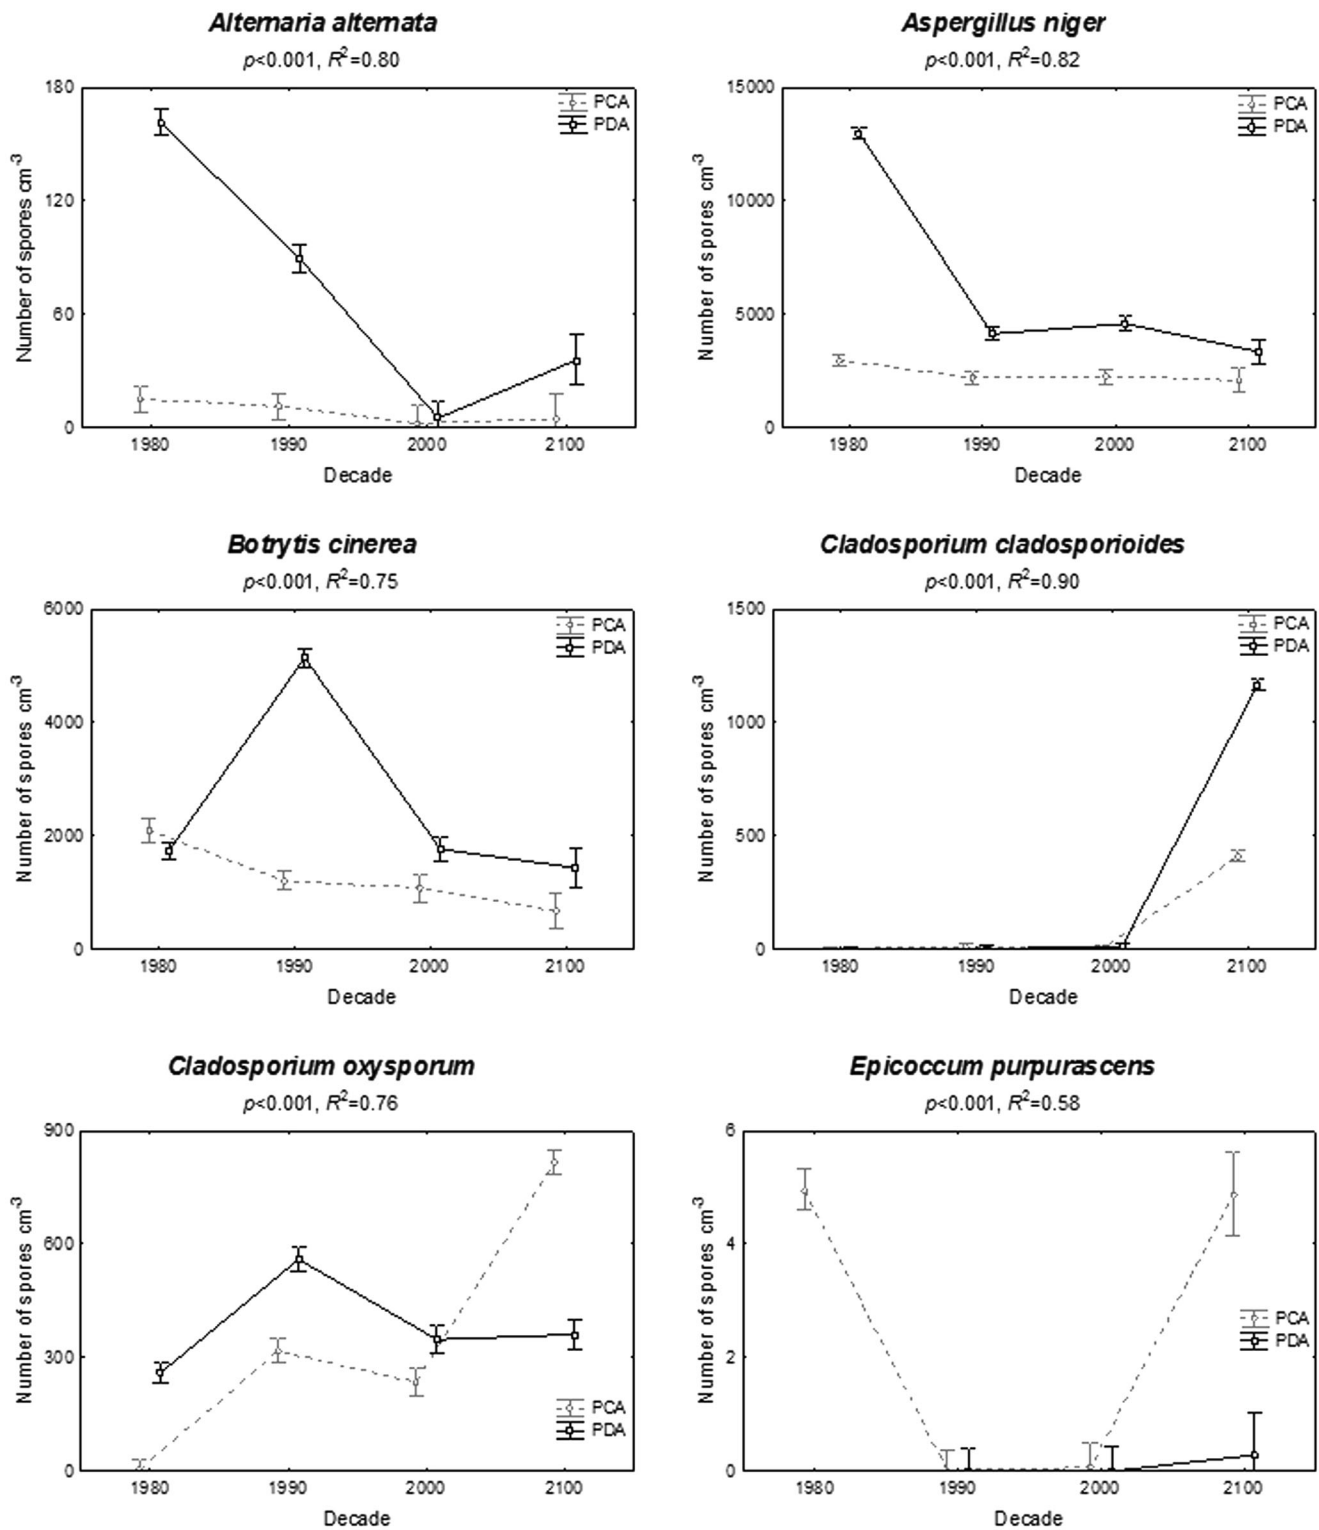 Alternaria alternata
p<0.001, R²=0.80
180
120
60
0
Number of spores cm⁻³
PCA
PDA
1980 1990 2000 2100
Decade
Aspergillus niger
p<0.001, R²=0.82
15000
10000
5000
0
Number of spores cm⁻³
PCA
PDA
1980 1990 2000 2100
Decade
Botrytis cinerea
p<0.001, R²=0.75
6000
4000
2000
0
Number of spores cm⁻³
PCA
PDA
1980 1990 2000 2100
Decade
Cladosporium cladosporioides
p<0.001, R²=0.90
1500
1000
500
0
Number of spores cm⁻³
PCA
PDA
1980 1990 2000 2100
Decade
Cladosporium oxysporum
p<0.001, R²=0.76
900
600
300
0
Number of spores cm⁻³
PCA
PDA
1980 1990 2000 2100
Decade
Epicoccum purpurascens
p<0.001, R²=0.58
6
4
2
0
Number of spores cm⁻³
PCA
PDA
1980 1990 2000 2100
Decade